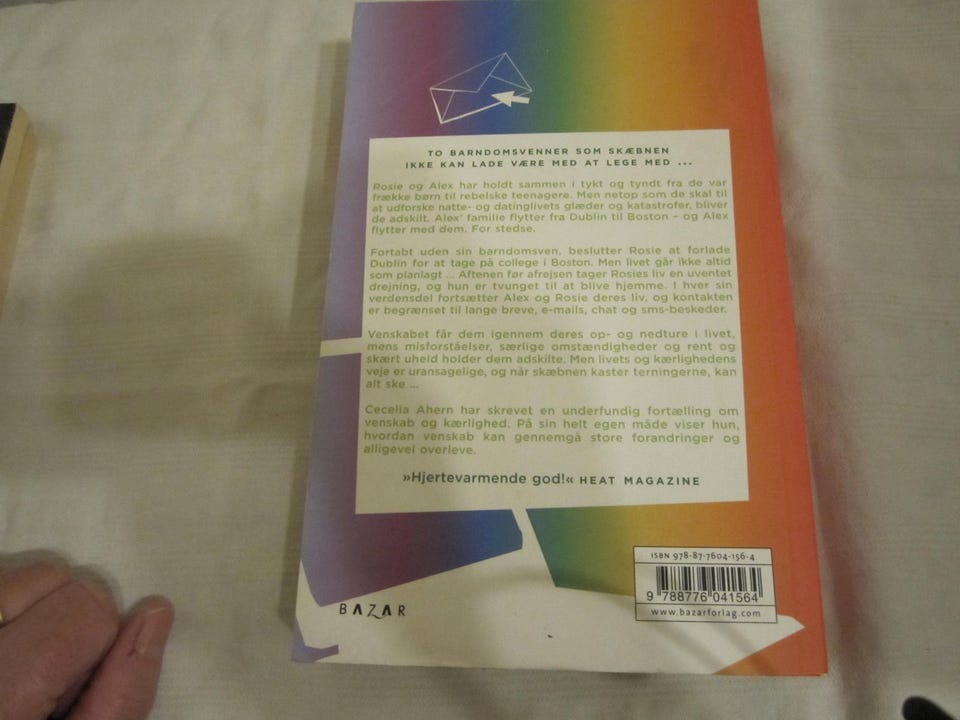 TO BARNDOMSVENNER SOM SKÆBNEN
IKKE KAN LADE VÆRE MED AT LEGE MED ...
Rosie og Alex har holdt sammen i tykt og tyndt fra de var
frække børn til rebelske teenagere. Men netop som de skal til
at udforske natte- og datinglivets glæder og katastrofer, bliver
de adskilt. Alex' familie flytter fra Dublin til Boston – og Alex
flytter med dem. For stedse.
Fortabt uden sin barndomsven, beslutter Rosie at forlade
Dublin for at tage på college i Boston. Men livet går ikke altid
som planlagt ... Aftenen før afrejsen tager Rosies liv en uventet
drejning, og hun er tvunget til at blive hjemme. I hver sin
verdensdel fortsætter Alex og Rosie deres liv, og kontakten
er begrænset til lange breve, e-mails, chat og sms-beskeder.
Venskabet får dem igennem deres op- og nedture i livet,
mens misforståelser, særlige omstændigheder og rent og
skært uheld holder dem adskilte. Men livets og kærlighedens
veje er uransagelige, og når skæbnen kaster terningerne, kan
alt ske ...
Cecelia Ahern har skrevet en underfundig fortælling om
venskab og kærlighed. På sin helt egen måde viser hun,
hvordan venskab kan gennemgå store forandringer og
alligevel overleve.
»Hjertevarmende god!« HEAT MAGAZINE
ISBN 978-87-7604-156-4
9 788776 041564
www.bazarforlag.com
BAZAR